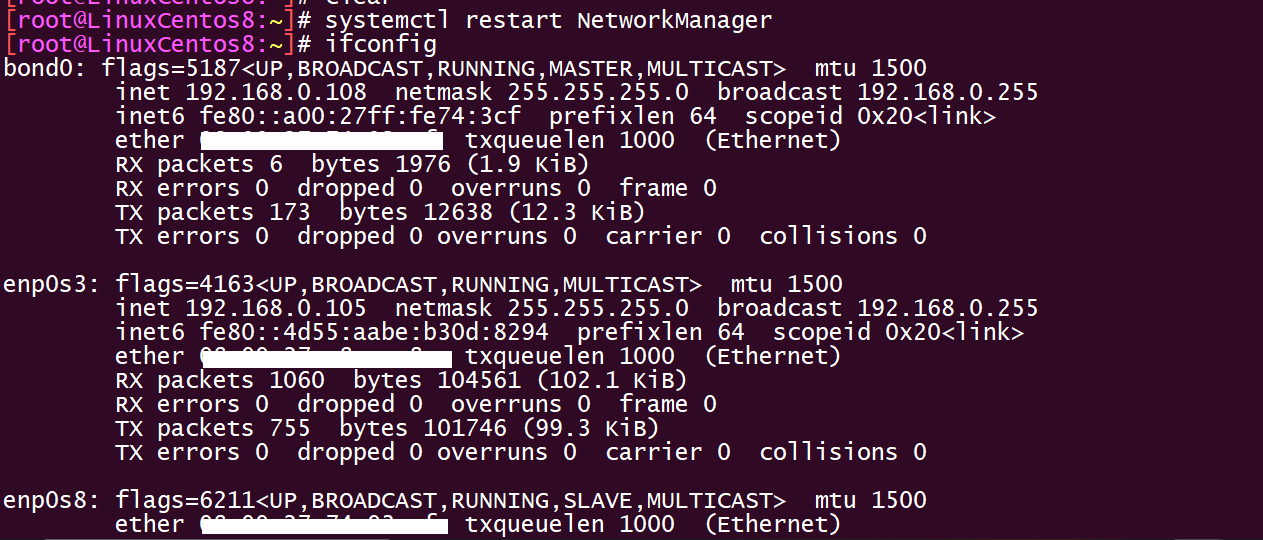 [root@LinuxCentos8:~]# clear
[root@LinuxCentos8:~]# systemctl restart NetworkManager
[root@LinuxCentos8:~]# ifconfig
bond0: flags=5187<UP,BROADCAST,RUNNING,MASTER,MULTICAST>  mtu 1500
        inet 192.168.0.108  netmask 255.255.255.0  broadcast 192.168.0.255
        inet6 fe80::a00:27ff:fe74:3cf  prefixlen 64  scopeid 0x20<link>
        ether txqueuelen 1000  (Ethernet)
        RX packets 6  bytes 1976 (1.9 KiB)
        RX errors 0  dropped 0  overruns 0  frame 0
        TX packets 173  bytes 12638 (12.3 KiB)
        TX errors 0  dropped 0 overruns 0  carrier 0  collisions 0

enp0s3: flags=4163<UP,BROADCAST,RUNNING,MULTICAST>  mtu 1500
        inet 192.168.0.105  netmask 255.255.255.0  broadcast 192.168.0.255
        inet6 fe80::4d55:aabe:b30d:8294  prefixlen 64  scopeid 0x20<link>
        ether txqueuelen 1000  (Ethernet)
        RX packets 1060  bytes 104561 (102.1 KiB)
        RX errors 0  dropped 0  overruns 0  frame 0
        TX packets 755  bytes 101746 (99.3 KiB)
        TX errors 0  dropped 0 overruns 0  carrier 0  collisions 0

enp0s8: flags=6211<UP,BROADCAST,RUNNING,SLAVE,MULTICAST>  mtu 1500
        ether txqueuelen 1000  (Ethernet)